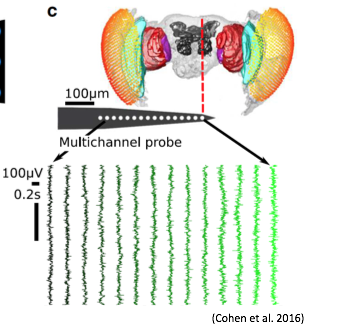 c
100µm
Multichannel probe
100µV
0.2s
(Cohen et al. 2016)